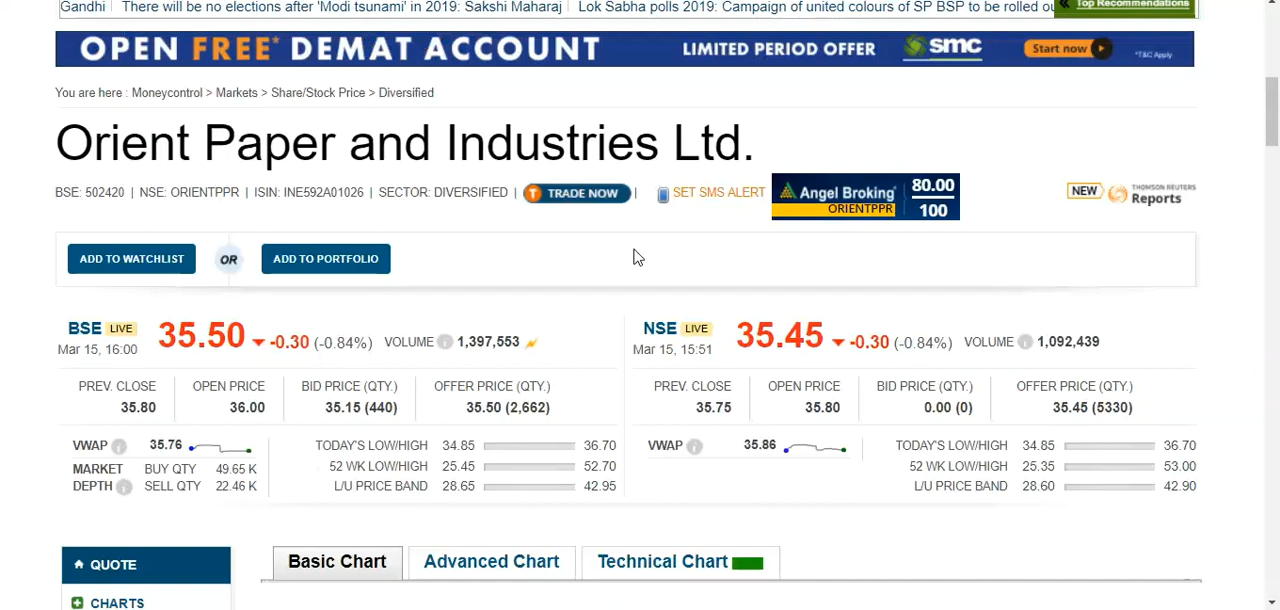 Gandhi | There will be no elections after 'Modi tsunami' in 2019: Sakshi Maharaj | Lok Sabha polls 2019: Campaign of united colours of SP BSP to be rolled ou
Top Recommendations
OPEN FREE* DEMAT ACCOUNT LIMITED PERIOD OFFER smc Start now *T&C Apply
You are here : Moneycontrol > Markets > Share/Stock Price > Diversified
Orient Paper and Industries Ltd.
BSE: 502420 | NSE: ORIENTPPR | ISIN: INE592A01026 | SECTOR: DIVERSIFIED | T TRADE NOW | SET SMS ALERT
Angel Broking 80.00
ORIENTPPR 100
NEW THOMSON REUTERS
Reports
ADD TO WATCHLIST OR ADD TO PORTFOLIO
BSE LIVE 35.50 -0.30 (-0.84%) VOLUME i 1,397,553
Mar 15, 16:00
PREV. CLOSE OPEN PRICE BID PRICE (QTY.) OFFER PRICE (QTY.)
35.80 36.00 35.15 (440) 35.50 (2,662)
VWAP i 35.76
MARKET BUY QTY 49.65 K
DEPTH i SELL QTY 22.46 K
TODAY'S LOW/HIGH 34.85 36.70
52 WK LOW/HIGH 25.45 52.70
L/U PRICE BAND 28.65 42.95
NSE LIVE 35.45 -0.30 (-0.84%) VOLUME i 1,092,439
Mar 15, 15:51
PREV. CLOSE OPEN PRICE BID PRICE (QTY.) OFFER PRICE (QTY.)
35.75 35.80 0.00 (0) 35.45 (5330)
VWAP i 35.86
TODAY'S LOW/HIGH 34.85 36.70
52 WK LOW/HIGH 25.35 53.00
L/U PRICE BAND 28.60 42.90
QUOTE
CHARTS
Basic Chart Advanced Chart Technical Chart